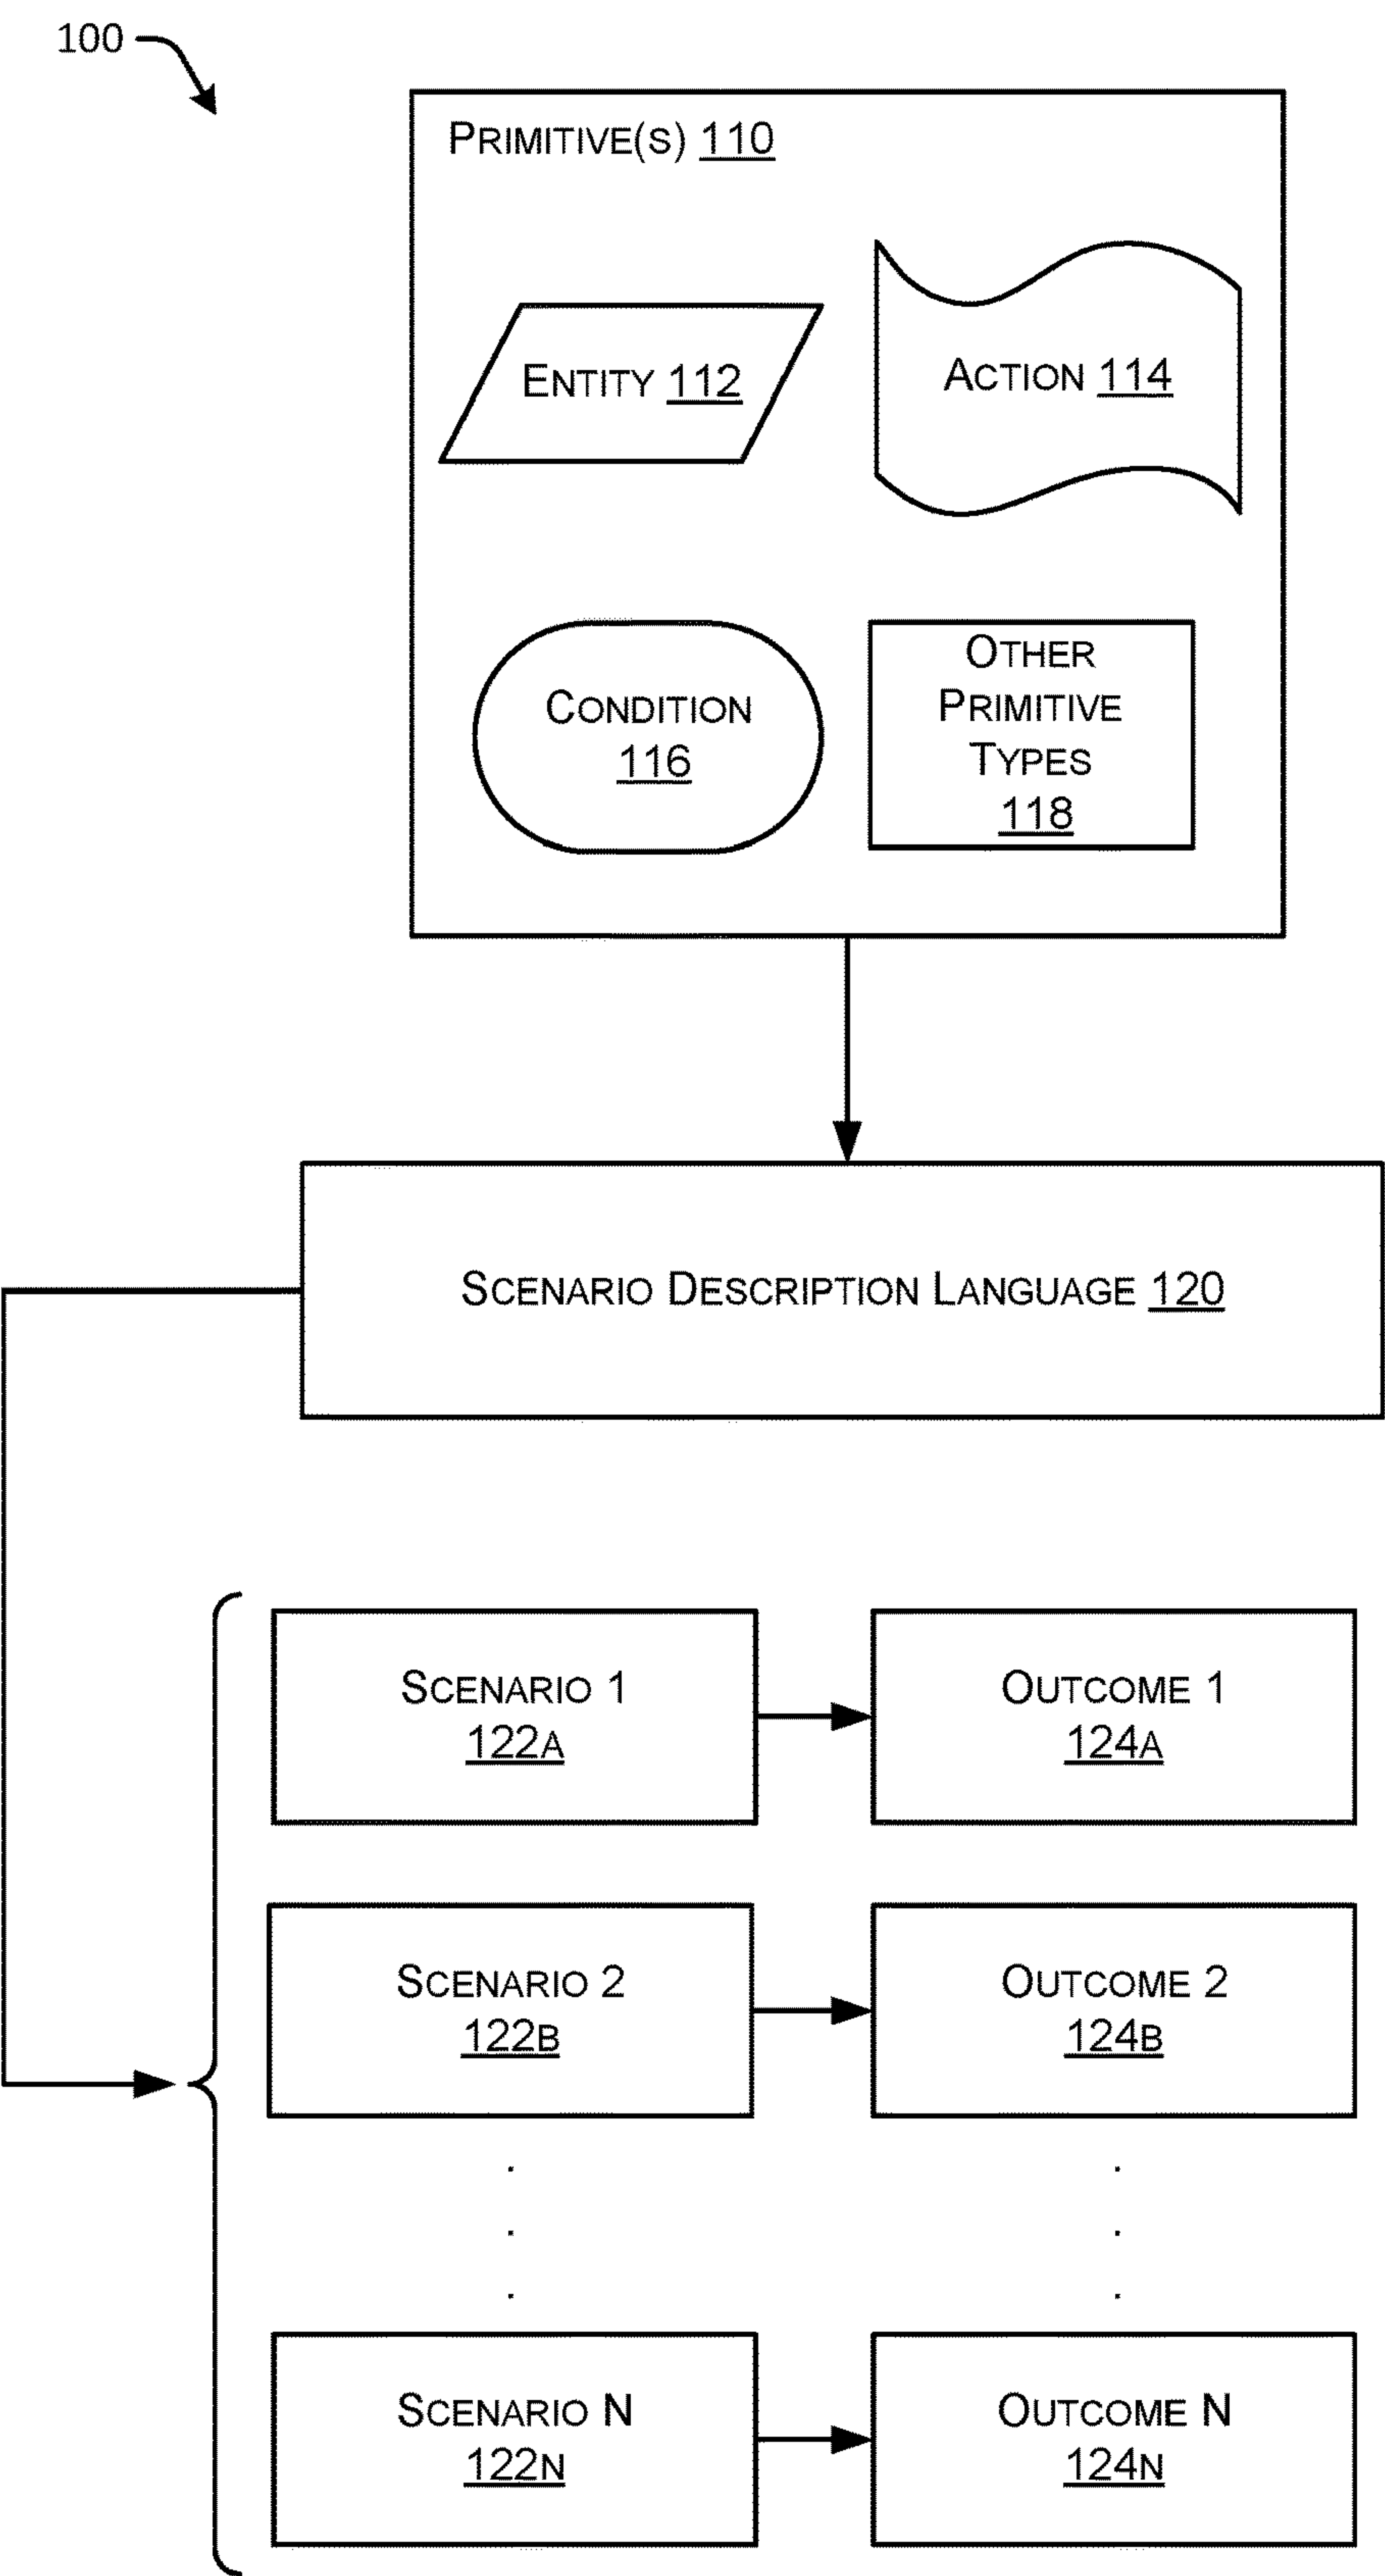 100
PRIMITIVE(S) 110
ENTITY 112
ACTION 114
CONDITION
116
OTHER
PRIMITIVE
TYPES
118
SCENARIO DESCRIPTION LANGUAGE 120
SCENARIO 1
122A
OUTCOME 1
124A
SCENARIO 2
122B
OUTCOME 2
124B
SCENARIO N
122N
OUTCOME N
124N